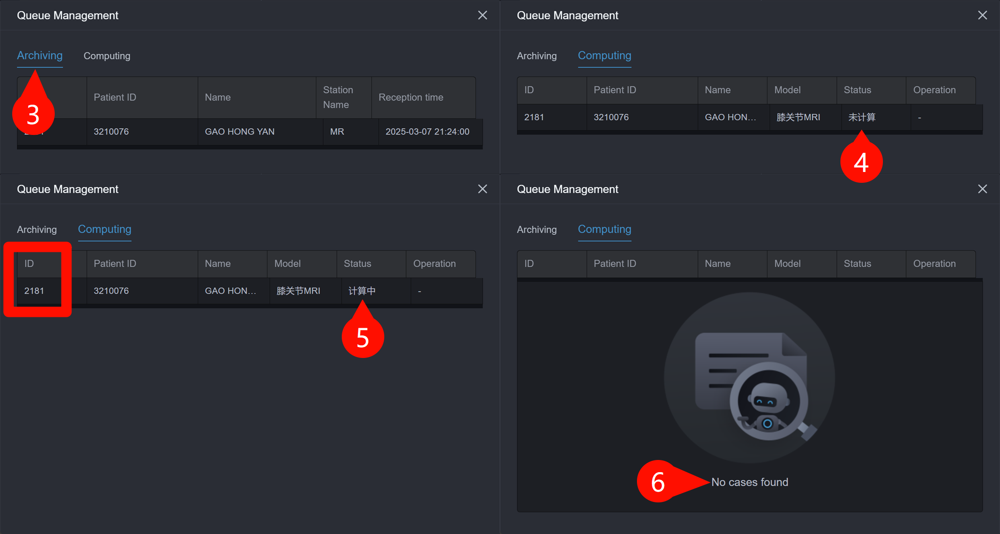 Queue Management
Archiving
Computing
Patient ID
Name
Station
Name
Reception time
3
3210076
GAO HONG YAN
MR
2025-03-07 21:24:00
Queue Management
Archiving
Computing
ID
Patient ID
Name
Model
Status
Operation
2181
3210076
GAO HON...
膝关节MRI
未计算
-
4
Queue Management
Archiving
Computing
ID
Patient ID
Name
Model
Status
Operation
2181
3210076
GAO HON...
膝关节MRI
计算中
-
5
Queue Management
Archiving
Computing
ID
Patient ID
Name
Model
Status
Operation
6
No cases found